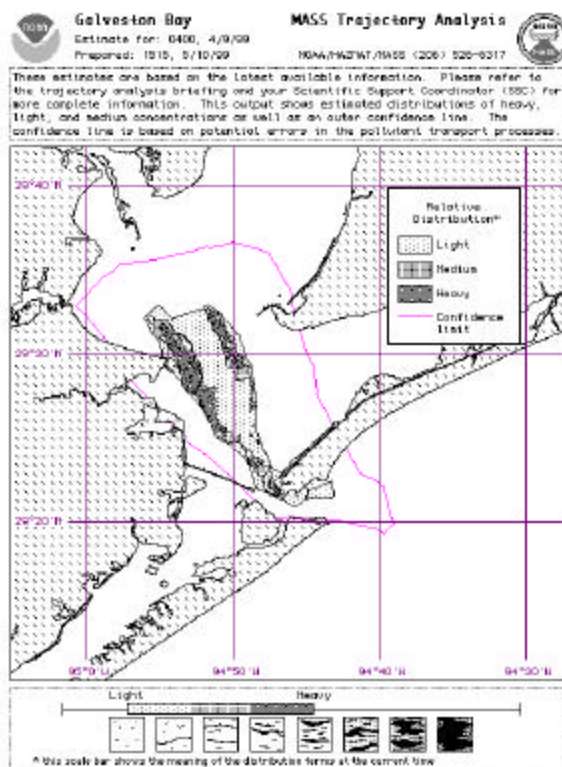 Galveston Bay
MASS Trajectory Analysis
Estimate for: 0400, 4/9/99
Prepared: 1515, 5/10/99
NOAA/HAZMAT/MASS (206) 526-6317
These estimates are based on the latest available information. Please refer to
the trajectory analysis briefing and your Scientific Support Coordinator (SSC) for
more complete information. This output shows estimated distributions of heavy,
light, and medium concentrations as well as an outer confidence line. The
confidence line is based on potential errors in the pollutant transport processes.
29°40'N
Relative
Distribution*
Light
Medium
Heavy
Confidence
limit
29°30'N
29°20'N
95°0'W
94°50'W
94°40'W
94°30'W
Light
Heavy
* this scale bar shows the meaning of the distribution terms at the current time